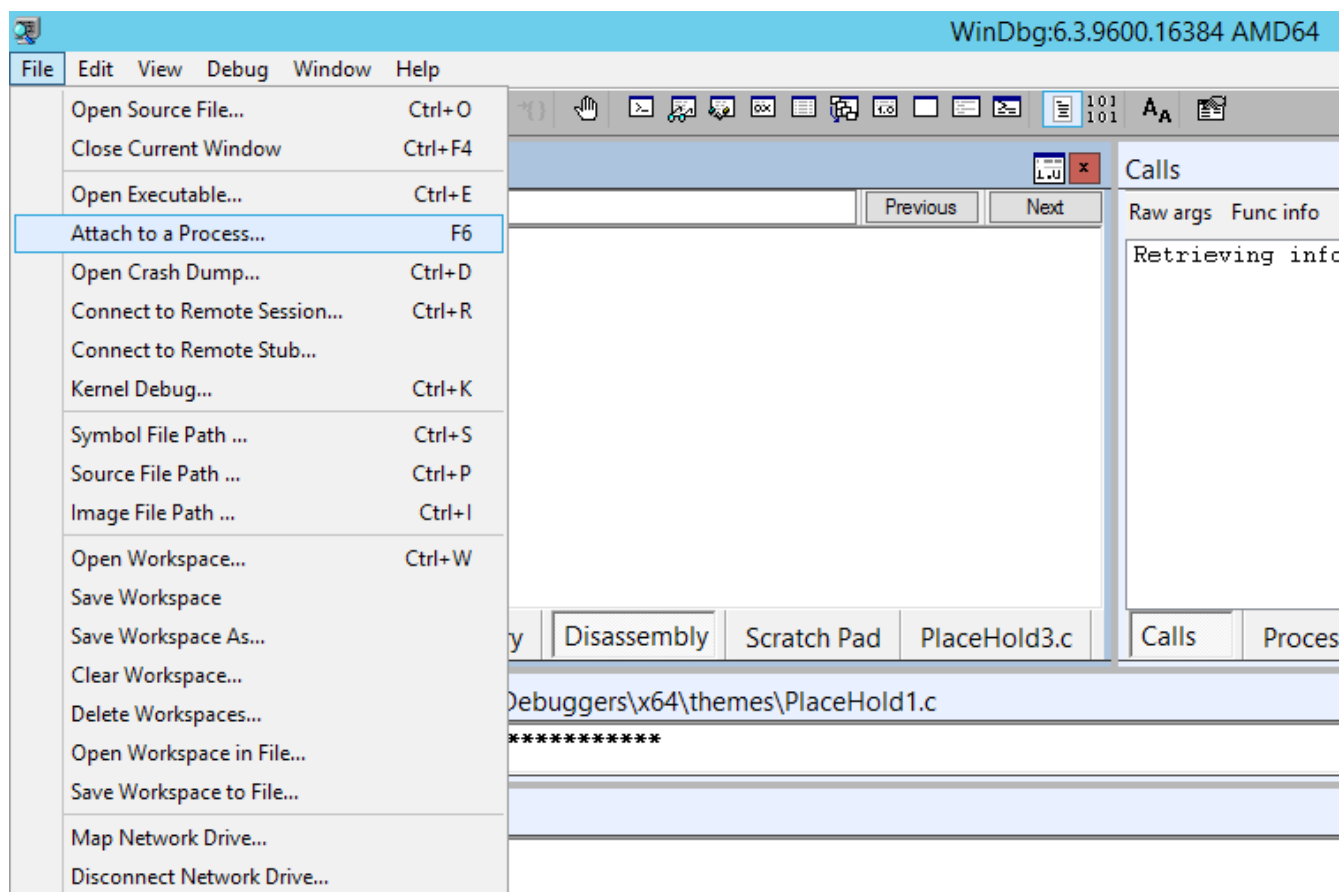 WinDbg:6.3.9600.16384 AMD64
File Edit View Debug Window Help
Open Source File... Ctrl+O
Close Current Window Ctrl+F4
Open Executable... Ctrl+E
Attach to a Process... F6
Open Crash Dump... Ctrl+D
Connect to Remote Session... Ctrl+R
Connect to Remote Stub...
Kernel Debug... Ctrl+K
Symbol File Path ... Ctrl+S
Source File Path ... Ctrl+P
Image File Path ... Ctrl+I
Open Workspace... Ctrl+W
Save Workspace
Save Workspace As...
Clear Workspace...
Delete Workspaces...
Open Workspace in File...
Save Workspace to File...
Map Network Drive...
Disconnect Network Drive...
101
101
AA
Previous Next
Calls
Raw args Func info
Retrieving info
y Disassembly Scratch Pad PlaceHold3.c
Calls Proces
Debuggers\x64\themes\PlaceHold1.c
***********